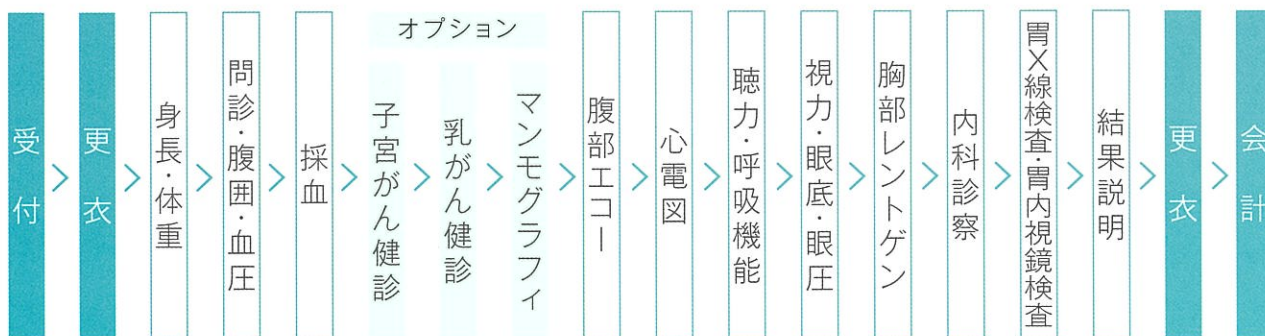 受付
更衣
身長・体重
問診・腹囲・血圧
採血
オプション
子宮がん健診
乳がん健診
マンモグラフィ
腹部エコー
心電図
聴力・呼吸機能
視力・眼底・眼圧
胸部レントゲン
内科診察
胃X線検査・胃内視鏡検査
結果説明
更衣
会計